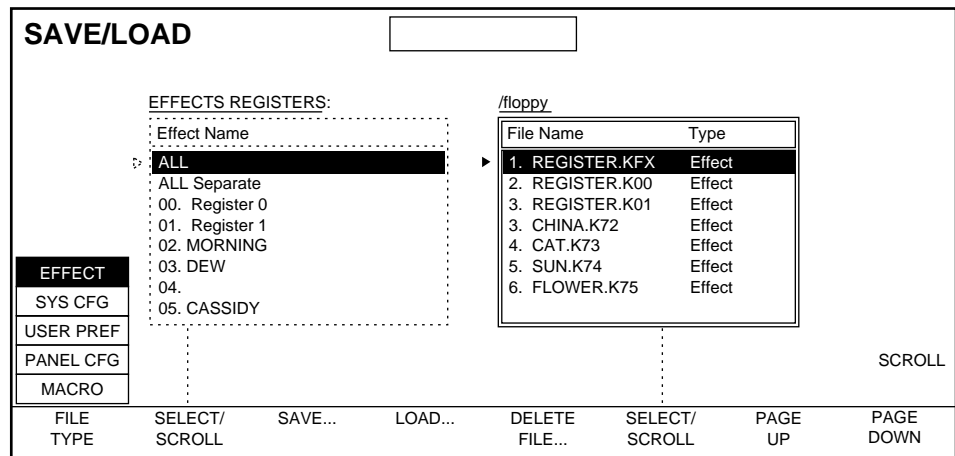 SAVE/LOAD
EFFECTS REGISTERS:
Effect Name
ALL
ALL Separate
00. Register 0
01. Register 1
02. MORNING
03. DEW
04.
05. CASSIDY
/floppy
File Name Type
1. REGISTER.KFX Effect
2. REGISTER.K00 Effect
3. REGISTER.K01 Effect
3. CHINA.K72 Effect
4. CAT.K73 Effect
5. SUN.K74 Effect
6. FLOWER.K75 Effect
EFFECT
SYS CFG
USER PREF
PANEL CFG
MACRO
SCROLL
FILE TYPE
SELECT/ SCROLL
SAVE...
LOAD...
DELETE FILE...
SELECT/ SCROLL
PAGE UP
PAGE DOWN